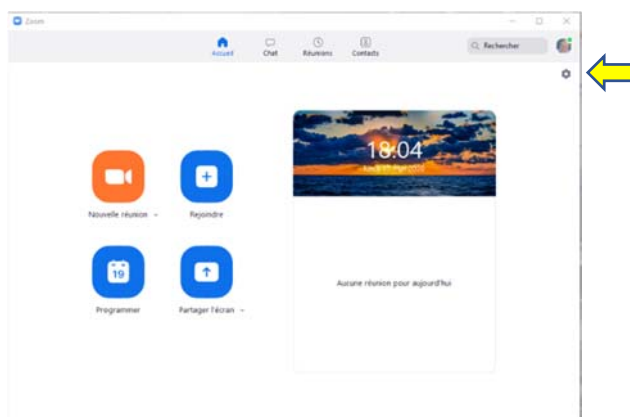 Zoom
Accueil Chat Réunions Contacts Rechercher
18:04
Nouvelle réunion Rejoindre
19
Programmer Partager l'écran
Aucune réunion pour aujourd'hui